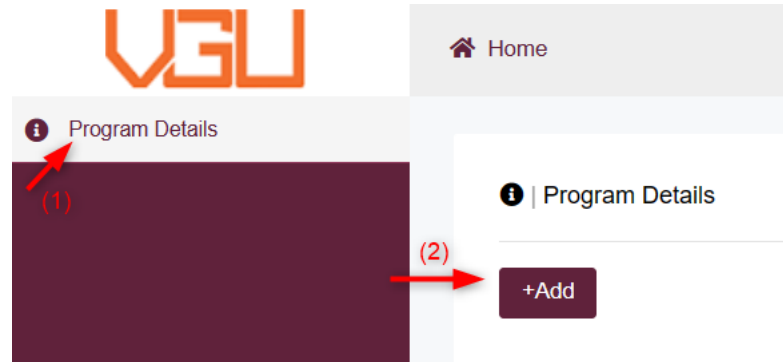 VGU
Home
Program Details
(1)
| Program Details
(2)
+Add